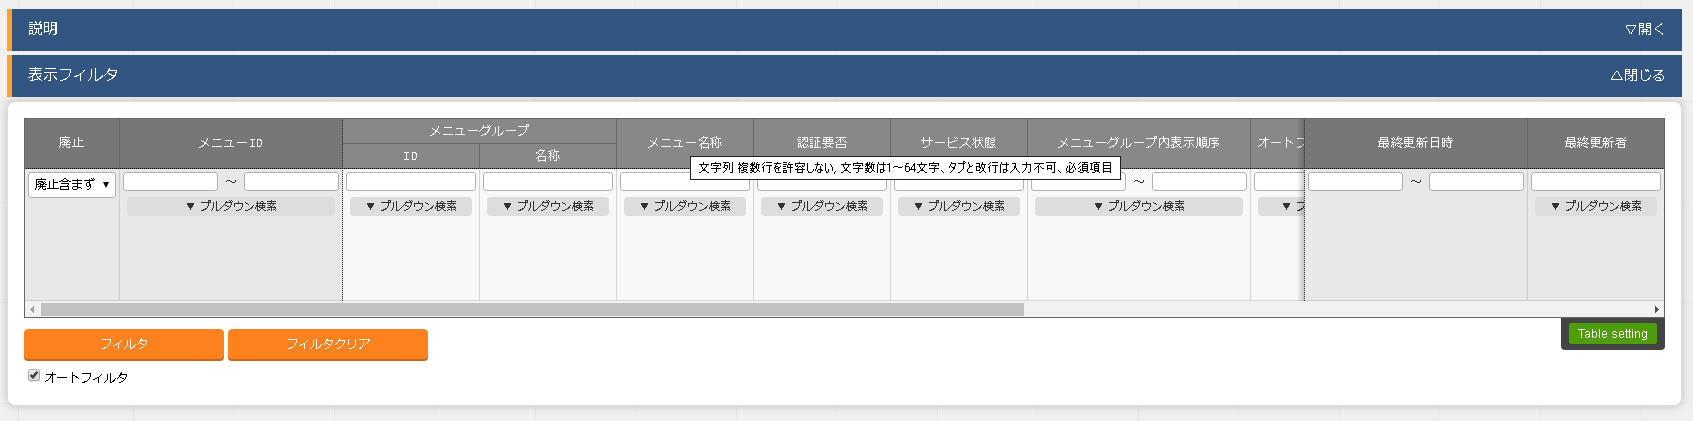 説明 ▽開く
表示フィルタ △閉じる
廃止 メニューID メニューグループ メニュー名称 認証要否 サービス状態 メニューグループ内表示順序 オートフ 最終更新日時 最終更新者
ID 名称
文字列 複数行を許容しない, 文字数は1～64文字、タブと改行は入力不可、必須項目
廃止含まず ▼ ～ ～ ～
▼ プルダウン検索 ▼ プルダウン検索 ▼ プルダウン検索 ▼ プルダウン検索 ▼ プルダウン検索 ▼ プルダウン検索 ▼ プルダウン検索 ▼ プ ▼ プルダウン検索
フィルタ フィルタクリア Table setting
オートフィルタ